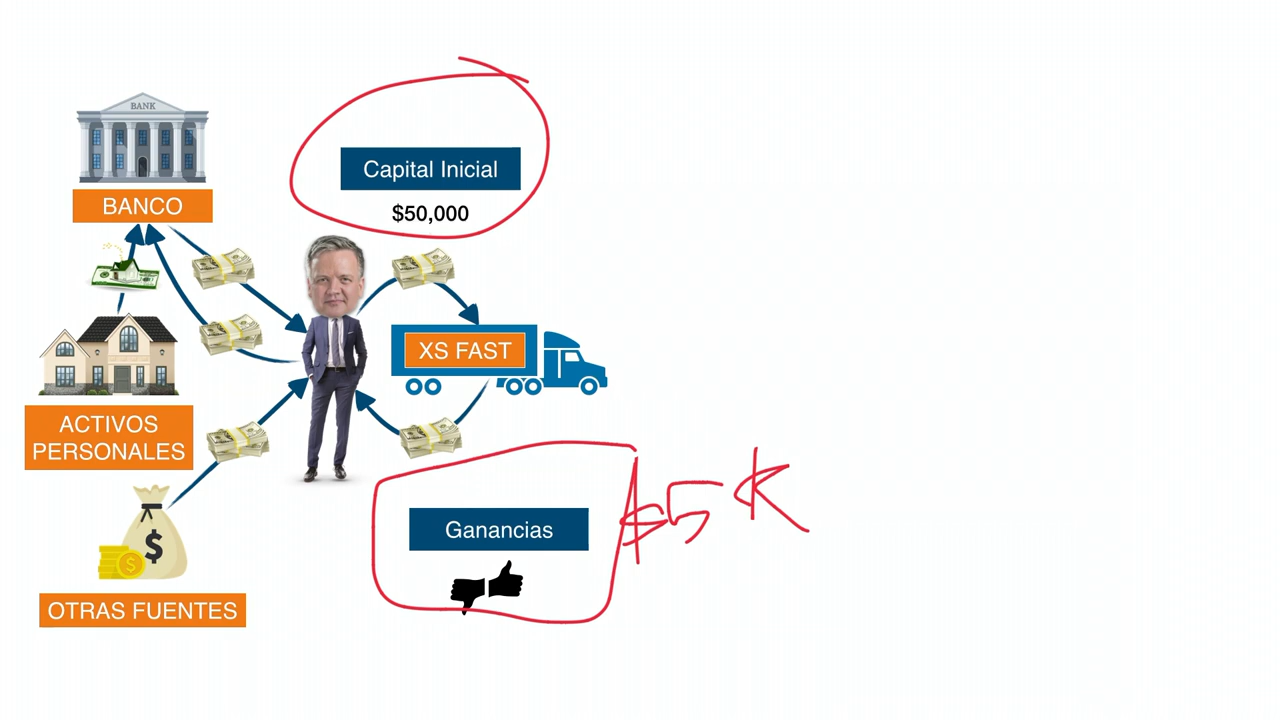 BANK
BANCO
Capital Inicial
$50,000
XS FAST
ACTIVOS
PERSONALES
Ganancias
$5K
$
$
OTRAS FUENTES